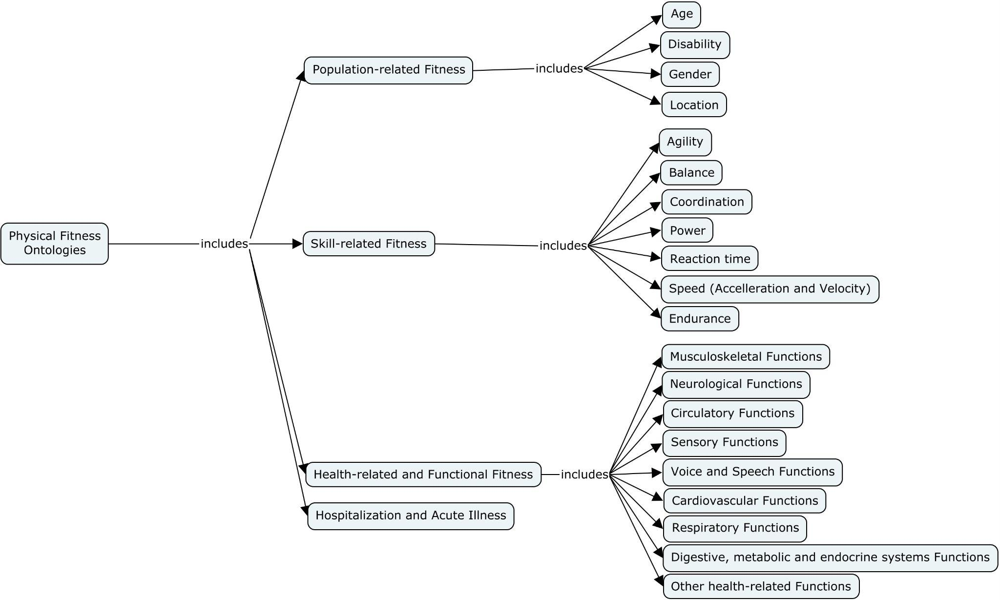 Physical Fitness
Ontologies
includes
Population-related Fitness
includes
Age
Disability
Gender
Location
Skill-related Fitness
includes
Agility
Balance
Coordination
Power
Reaction time
Speed (Accelleration and Velocity)
Endurance
Health-related and Functional Fitness
includes
Musculoskeletal Functions
Neurological Functions
Circulatory Functions
Sensory Functions
Voice and Speech Functions
Cardiovascular Functions
Respiratory Functions
Digestive, metabolic and endocrine systems Functions
Other health-related Functions
Hospitalization and Acute Illness